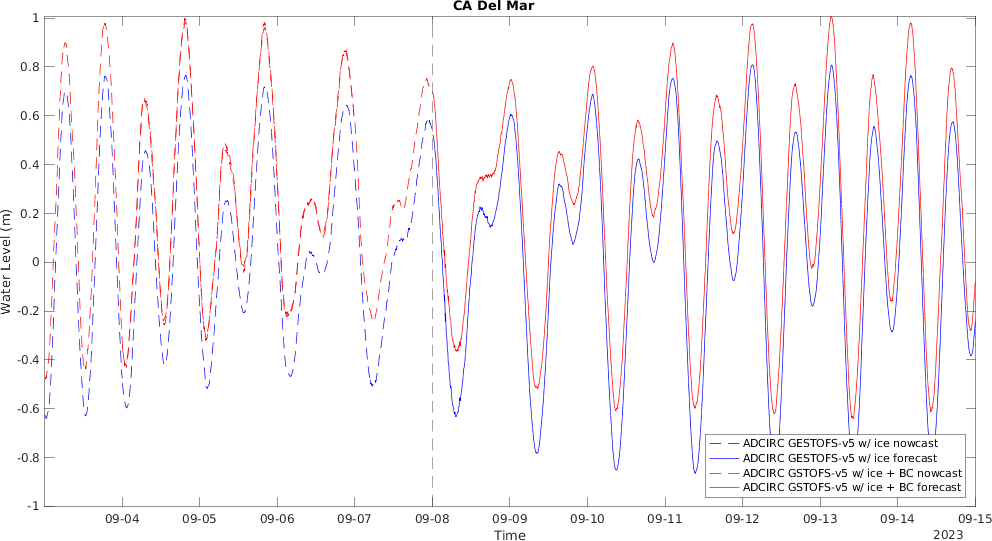 CA Del Mar
1
0.8
0.6
0.4
0.2
0
-0.2
-0.4
-0.6
-0.8
-1
Water Level (m)
ADCIRC GESTOFS-v5 w/ ice nowcast
ADCIRC GESTOFS-v5 w/ ice forecast
ADCIRC GSTOFS-v5 w/ ice + BC nowcast
ADCIRC GSTOFS-v5 w/ ice + BC forecast
09-04 09-05 09-06 09-07 09-08 09-09 09-10 09-11 09-12 09-13 09-14 09-15
Time
2023